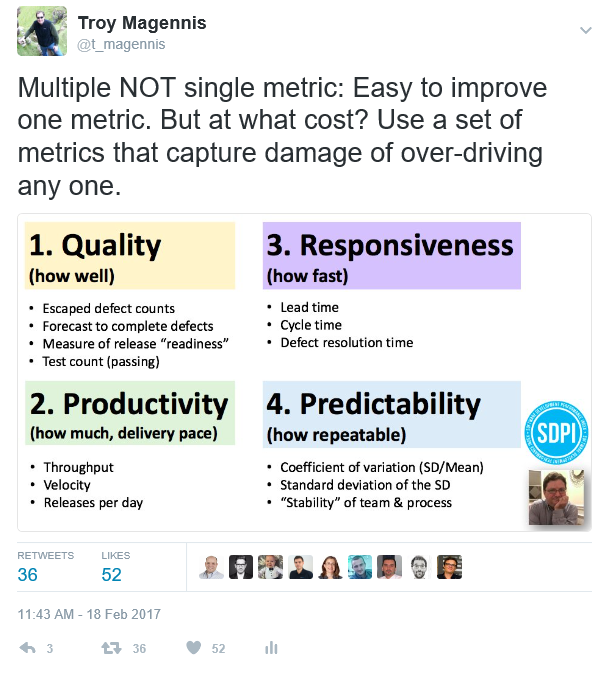 Troy Magennis
@t_magennis
Multiple NOT single metric: Easy to improve
one metric. But at what cost? Use a set of
metrics that capture damage of over-driving
any one.
1. Quality
(how well)
• Escaped defect counts
• Forecast to complete defects
• Measure of release “readiness”
• Test count (passing)
3. Responsiveness
(how fast)
• Lead time
• Cycle time
• Defect resolution time
2. Productivity
(how much, delivery pace)
• Throughput
• Velocity
• Releases per day
4. Predictability
(how repeatable)
• Coefficient of variation (SD/Mean)
• Standard deviation of the SD
• “Stability” of team & process
SDPI
RETWEETS
36
LIKES
52
11:43 AM - 18 Feb 2017
3
36
52